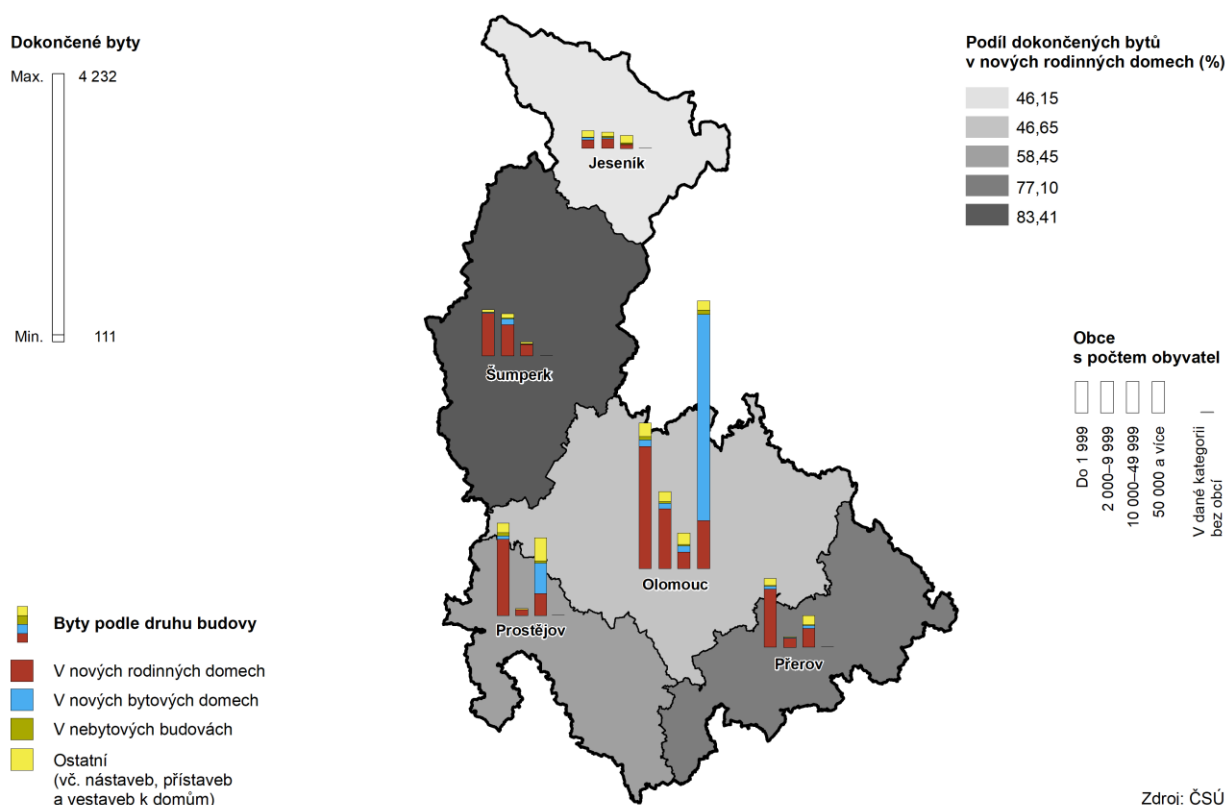 Dokončené byty
Max. 4 232
Min. 111
Podíl dokončených bytů
v nových rodinných domech (%)
46,15
46,65
58,45
77,10
83,41
Jeseník
Šumperk
Olomouc
Prostějov
Přerov
Obce
s počtem obyvatel
Do 1 999
2 000–9 999
10 000–49 999
50 000 a více
V dané kategorii
bez obcí
Byty podle druhu budovy
V nových rodinných domech
V nových bytových domech
V nebytových budovách
Ostatní
(vč. nástaveb, přístaveb
a vestaveb k domům)
Zdroj: ČSÚ